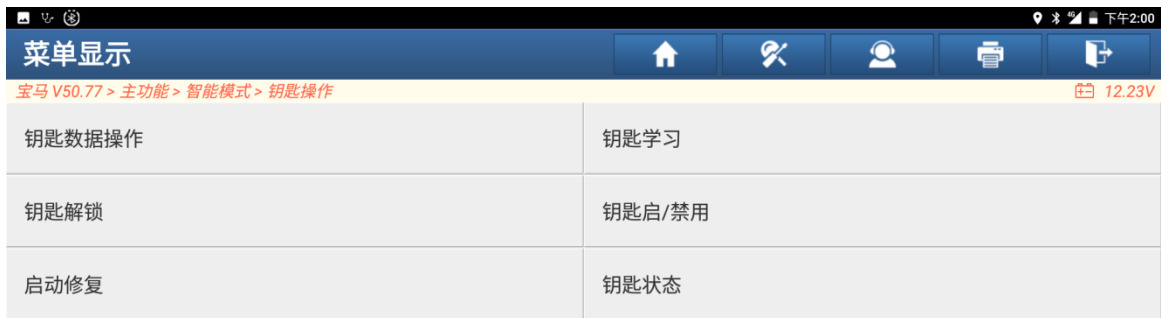 4G 下午2:00
菜单显示
宝马 V50.77 > 主功能 > 智能模式 > 钥匙操作 12.23V
钥匙数据操作 钥匙学习
钥匙解锁 钥匙启/禁用
启动修复 钥匙状态